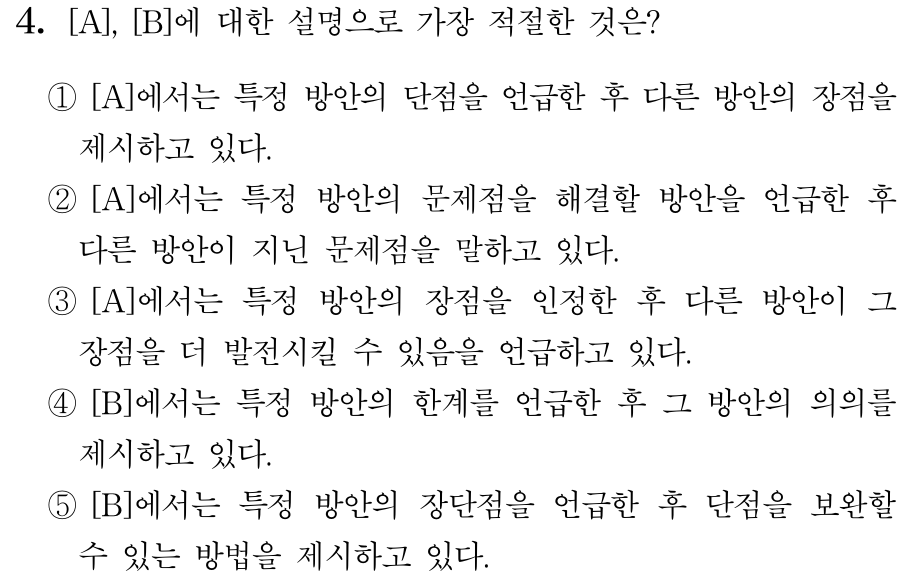 4. [A], [B]에 대한 설명으로 가장 적절한 것은?
① [A]에서는 특정 방안의 단점을 언급한 후 다른 방안의 장점을
제시하고 있다.
② [A]에서는 특정 방안의 문제점을 해결할 방안을 언급한 후
다른 방안이 지닌 문제점을 말하고 있다.
③ [A]에서는 특정 방안의 장점을 인정한 후 다른 방안이 그
장점을 더 발전시킬 수 있음을 언급하고 있다.
④ [B]에서는 특정 방안의 한계를 언급한 후 그 방안의 의의를
제시하고 있다.
⑤ [B]에서는 특정 방안의 장단점을 언급한 후 단점을 보완할
수 있는 방법을 제시하고 있다.